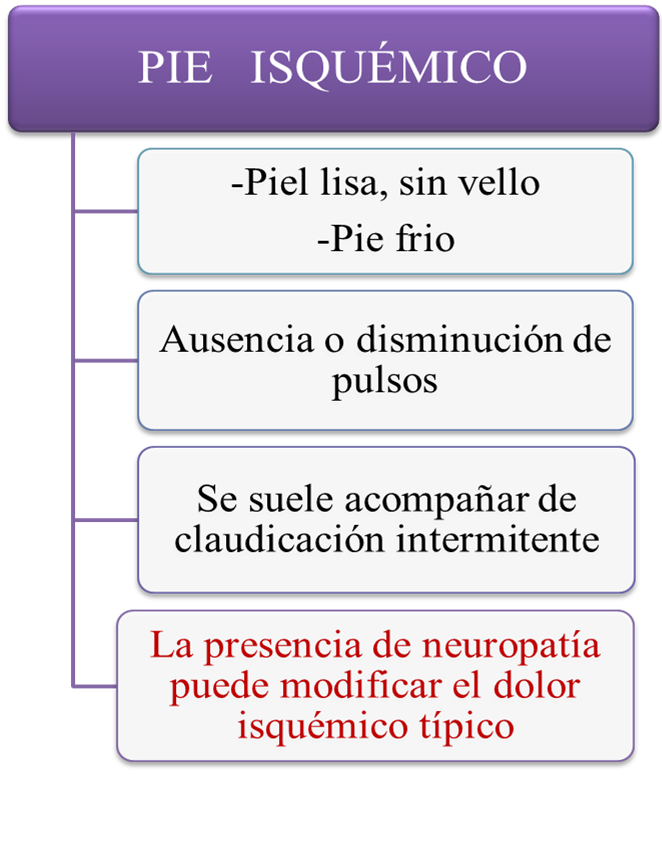 PIE ISQUÉMICO
-Piel lisa, sin vello
-Pie frio
Ausencia o disminución de
pulsos
Se suele acompañar de
claudicación intermitente
La presencia de neuropatía
puede modificar el dolor
isquémico típico